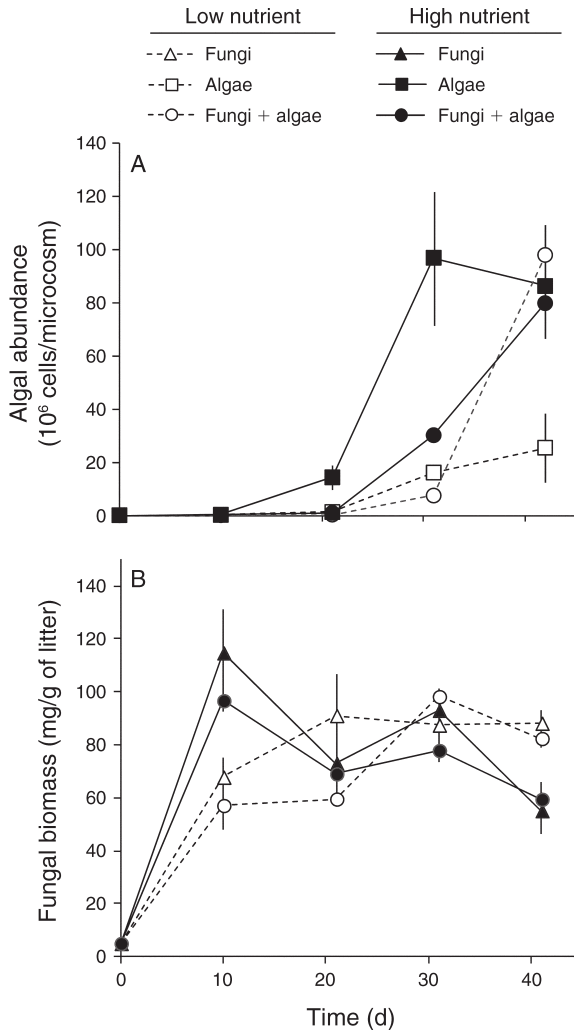 Low nutrient High nutrient
Fungi Fungi
Algae Algae
Fungi + algae Fungi + algae
A
Algal abundance
(10⁶ cells/microcosm)
140
120
100
80
60
40
20
0
B
Fungal biomass (mg/g of litter)
140
120
100
80
60
40
20
0
0 10 20 30 40
Time (d)